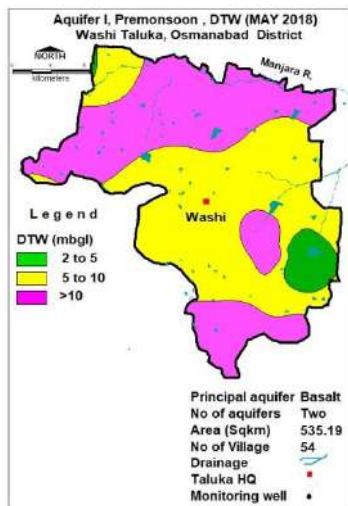 Aquifer I, Premonsoon , DTW (MAY 2018)
Washi Taluka, Osmanabad District
NORTH
kilometers
Manjara R.
Washi
Legend
DTW (mbgl)
2 to 5
5 to 10
>10
Principal aquifer Basalt
No of aquifers Two
Area (Sqkm) 535.19
No of Village 54
Drainage
Taluka HQ
Monitoring well